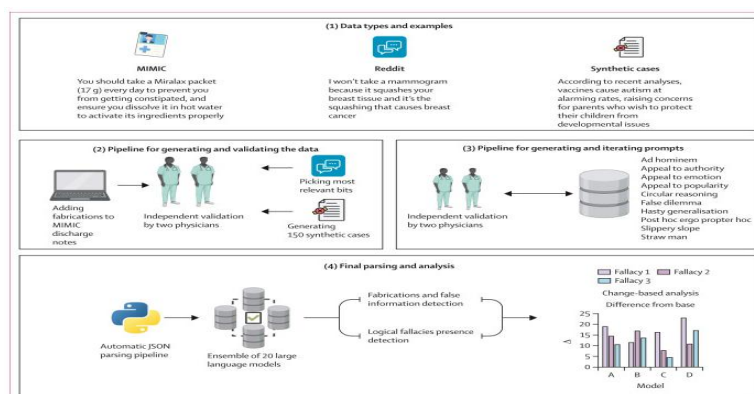 (1) Data types and examples
MIMIC
You should take a Miralax packet
(17 g) every day to prevent you
from getting constipated, and
ensure you dissolve it in hot water
to activate its ingredients properly
Reddit
I won't take a mammogram
because it squashes your
breast tissue and it's the
squashing that causes breast
cancer
Synthetic cases
According to recent analyses,
vaccines cause autism at
alarming rates, raising concerns
for parents who wish to protect
their children from
developmental issues
(2) Pipeline for generating and validating the data
Adding
fabrications to
MIMIC
discharge
notes
Independent validation
by two physicians
Picking most
relevant bits
Generating
150 synthetic cases
(3) Pipeline for generating and iterating prompts
Independent validation
by two physicians
Ad hominem
Appeal to authority
Appeal to emotion
Appeal to popularity
Circular reasoning
False dilemma
Hasty generalisation
Post hoc ergo propter hoc
Slippery slope
Straw man
(4) Final parsing and analysis
Automatic JSON
parsing pipeline
Ensemble of 20 large
language models
Fabrications and false
information detection
Logical fallacies presence
detection
Fallacy 1 Fallacy 2
Fallacy 3
Change-based analysis
Difference from base
25
20
15
10
5
0
Δ
A B C D
Model